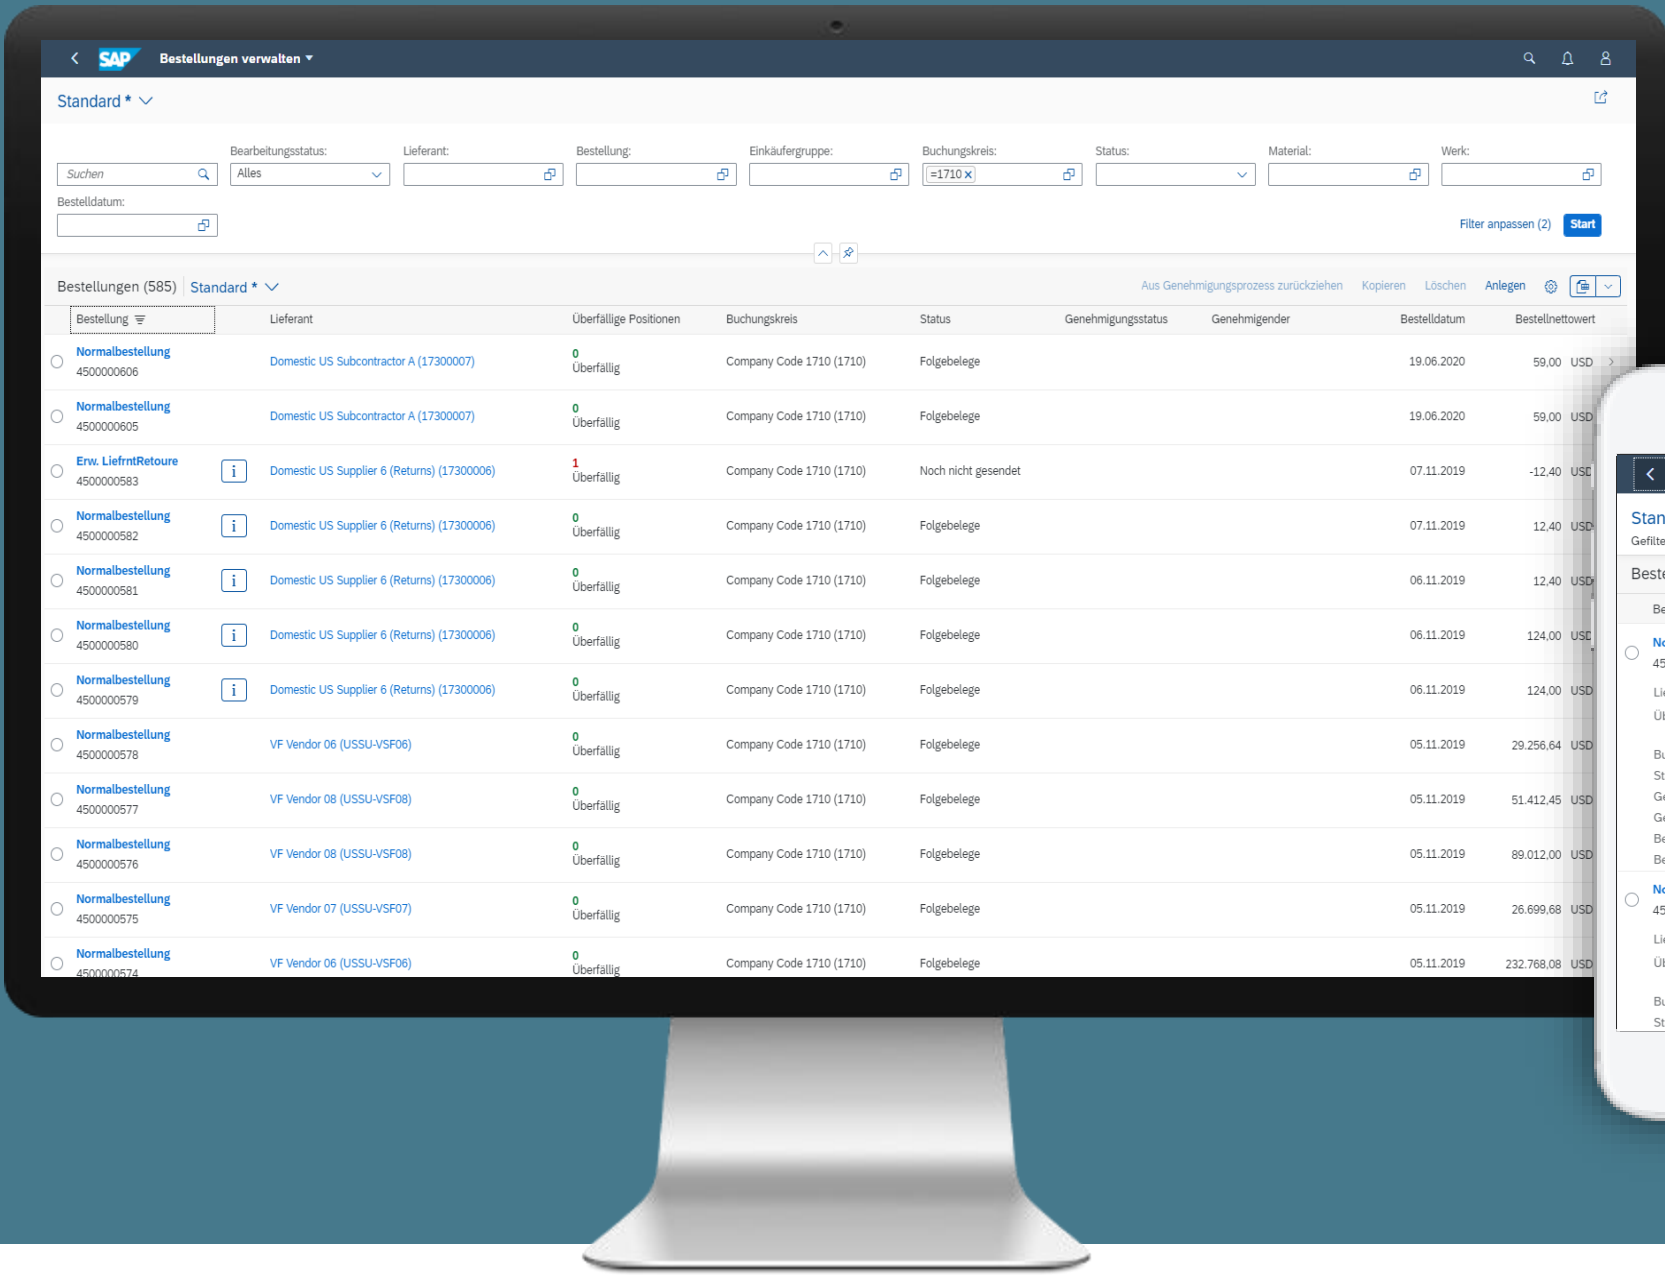 SAP Bestellungen verwalten
Standard *
Bearbeitungsstatus: Lieferant: Bestellung: Einkäufergruppe: Buchungskreis: Status: Material: Werk:
Suchen Alles =1710
Bestelldatum:
Filter anpassen (2) Start
Bestellungen (585) Standard * Aus Genehmigungsprozess zurückziehen Kopieren Löschen Anlegen
Bestellung Lieferant Überfällige Positionen Buchungskreis Status Genehmigungsstatus Genehmigender Bestelldatum Bestellnettowert
Normalbestellung
4500000606
Domestic US Subcontractor A (17300007)
0
Überfällig
Company Code 1710 (1710) Folgebelege 19.06.2020 59,00 USD
Normalbestellung
4500000605
Domestic US Subcontractor A (17300007)
0
Überfällig
Company Code 1710 (1710) Folgebelege 19.06.2020 59,00 USD
Erw. LiefrntRetoure
4500000583
i Domestic US Supplier 6 (Returns) (17300006)
1
Überfällig
Company Code 1710 (1710) Noch nicht gesendet 07.11.2019 -12,40 USD
Normalbestellung
4500000582
i Domestic US Supplier 6 (Returns) (17300006)
0
Überfällig
Company Code 1710 (1710) Folgebelege 07.11.2019 12,40 USD
Normalbestellung
4500000581
i Domestic US Supplier 6 (Returns) (17300006)
0
Überfällig
Company Code 1710 (1710) Folgebelege 06.11.2019 12,40 USD
Normalbestellung
4500000580
i Domestic US Supplier 6 (Returns) (17300006)
0
Überfällig
Company Code 1710 (1710) Folgebelege 06.11.2019 124,00 USD
Normalbestellung
4500000579
i Domestic US Supplier 6 (Returns) (17300006)
0
Überfällig
Company Code 1710 (1710) Folgebelege 06.11.2019 124,00 USD
Normalbestellung
4500000578
VF Vendor 06 (USSU-VSF06)
0
Überfällig
Company Code 1710 (1710) Folgebelege 05.11.2019 29.256,64 USD
Normalbestellung
4500000577
VF Vendor 08 (USSU-VSF08)
0
Überfällig
Company Code 1710 (1710) Folgebelege 05.11.2019 51.412,45 USD
Normalbestellung
4500000576
VF Vendor 08 (USSU-VSF08)
0
Überfällig
Company Code 1710 (1710) Folgebelege 05.11.2019 89.012,00 USD
Normalbestellung
4500000575
VF Vendor 07 (USSU-VSF07)
0
Überfällig
Company Code 1710 (1710) Folgebelege 05.11.2019 26.699,68 USD
Normalbestellung
4500000574
VF Vendor 06 (USSU-VSF06)
0
Überfällig
Company Code 1710 (1710) Folgebelege 05.11.2019 232.768,08 USD